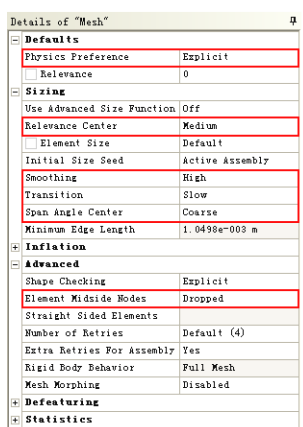 Details of "Mesh"
Defaults
Physics Preference Explicit
Relevance 0
Sizing
Use Advanced Size Function Off
Relevance Center Medium
Element Size Default
Initial Size Seed Active Assembly
Smoothing High
Transition Slow
Span Angle Center Coarse
Minimum Edge Length 1.0498e-003 m
Inflation
Advanced
Shape Checking Explicit
Element Midside Nodes Dropped
Straight Sided Elements
Number of Retries Default (4)
Extra Retries For Assembly Yes
Rigid Body Behavior Full Mesh
Mesh Morphing Disabled
Defeaturing
Statistics